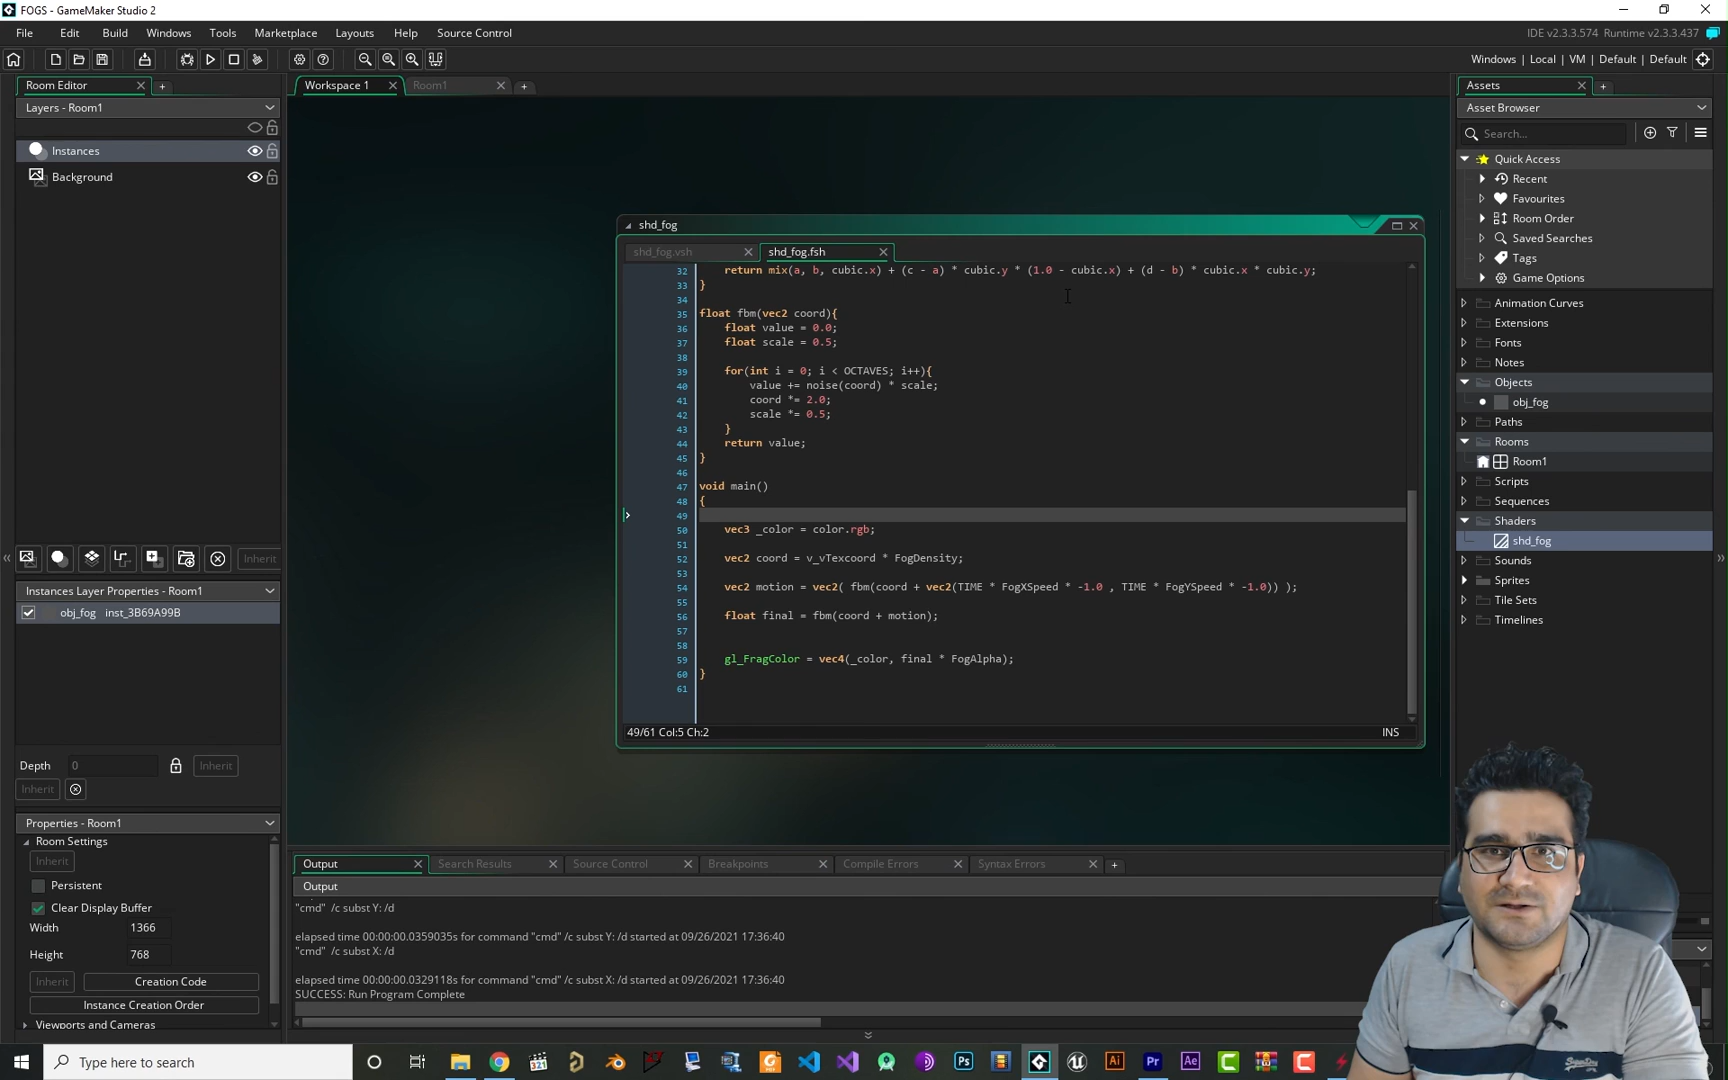 FOGS - GameMaker Studio 2
File Edit Build Windows Tools Marketplace Layouts Help Source Control
IDE v2.3.3.574 Runtime v2.3.3.437
Windows | Local | VM | Default | Default
Room Editor
Layers - Room1
Instances
Background
Inherit
Instances Layer Properties - Room1
obj_fog inst_3B69A99B
Depth 0 Inherit
Inherit
Properties - Room1
Room Settings
Inherit
Persistent
Clear Display Buffer
Width 1366
Height 768
Inherit Creation Code
Instance Creation Order
Viewports and Cameras
Workspace 1 Room1
shd_fog
shd_fog.vsh shd_fog.fsh
32 return mix(a, b, cubic.x) + (c - a) * cubic.y * (1.0 - cubic.x) + (d - b) * cubic.x * cubic.y;
33 }
34
35 float fbm(vec2 coord){
36 float value = 0.0;
37 float scale = 0.5;
38
39 for(int i = 0; i < OCTAVES; i++){
40 value += noise(coord) * scale;
41 coord *= 2.0;
42 scale *= 0.5;
43 }
44 return value;
45 }
46
47 void main()
48 {
49
50 vec3 _color = color.rgb;
51
52 vec2 coord = v_vTexcoord * FogDensity;
53
54 vec2 motion = vec2( fbm(coord + vec2(TIME * FogXSpeed * -1.0 , TIME * FogYSpeed * -1.0)) );
55
56 float final = fbm(coord + motion);
57
58
59 gl_FragColor = vec4(_color, final * FogAlpha);
60 }
61
49/61 Col:5 Ch:2 INS
Output Search Results Source Control Breakpoints Compile Errors Syntax Errors
Output
"cmd" /c subst Y: /d
elapsed time 00:00:00.0359035s for command "cmd" /c subst Y: /d started at 09/26/2021 17:36:40
"cmd" /c subst X: /d
elapsed time 00:00:00.0329118s for command "cmd" /c subst X: /d started at 09/26/2021 17:36:40
SUCCESS: Run Program Complete
Assets
Asset Browser
Search...
Quick Access
Recent
Favourites
Room Order
Saved Searches
Tags
Game Options
Animation Curves
Extensions
Fonts
Notes
Objects
obj_fog
Paths
Rooms
Room1
Scripts
Sequences
Shaders
shd_fog
Sounds
Sprites
Tile Sets
Timelines
Type here to search
321
Ps
Ai
Pr
Ae